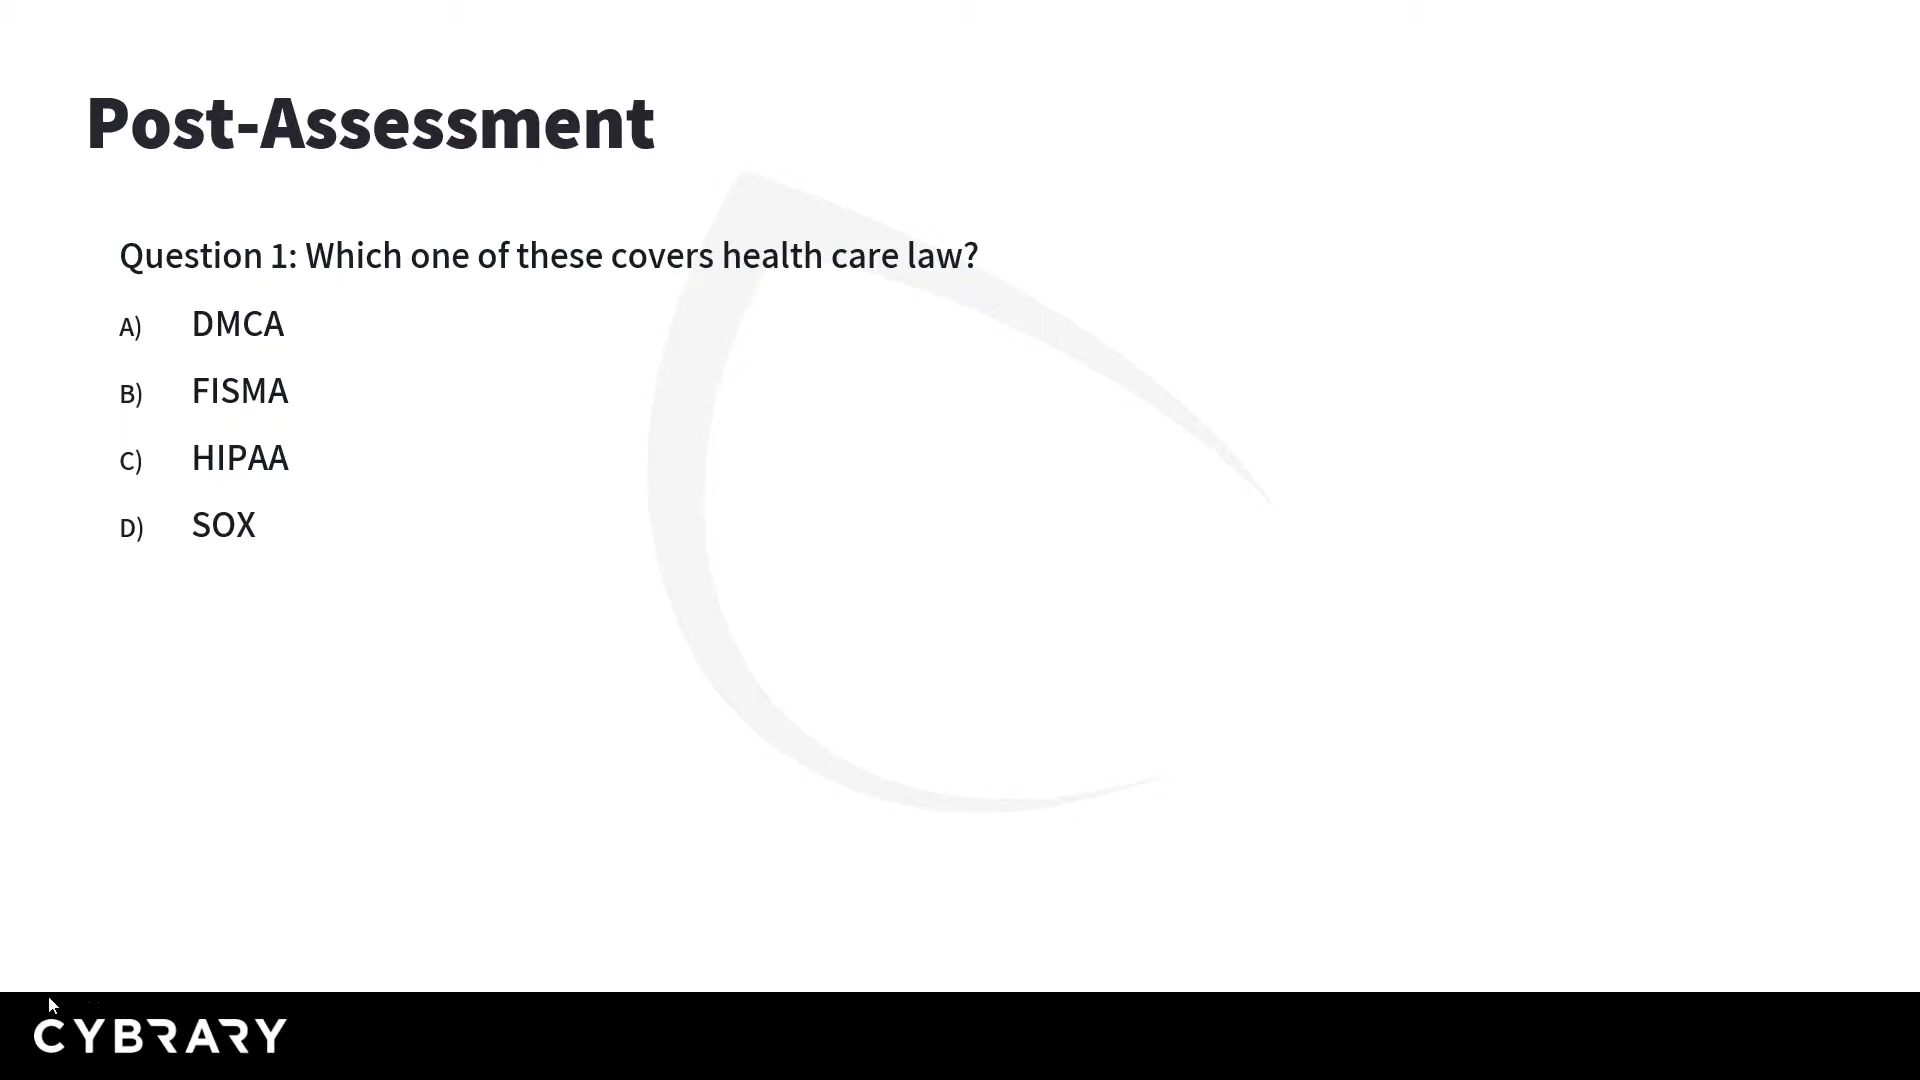 Post-Assessment
Question 1: Which one of these covers health care law?
A) DMCA
B) FISMA
C) HIPAA
D) SOX
CYBRARY